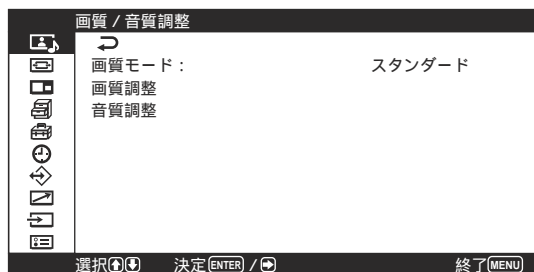 画質 / 音質調整
画質モード： スタンダード
画質調整
音質調整
選択 決定 ENTER / 終了 MENU